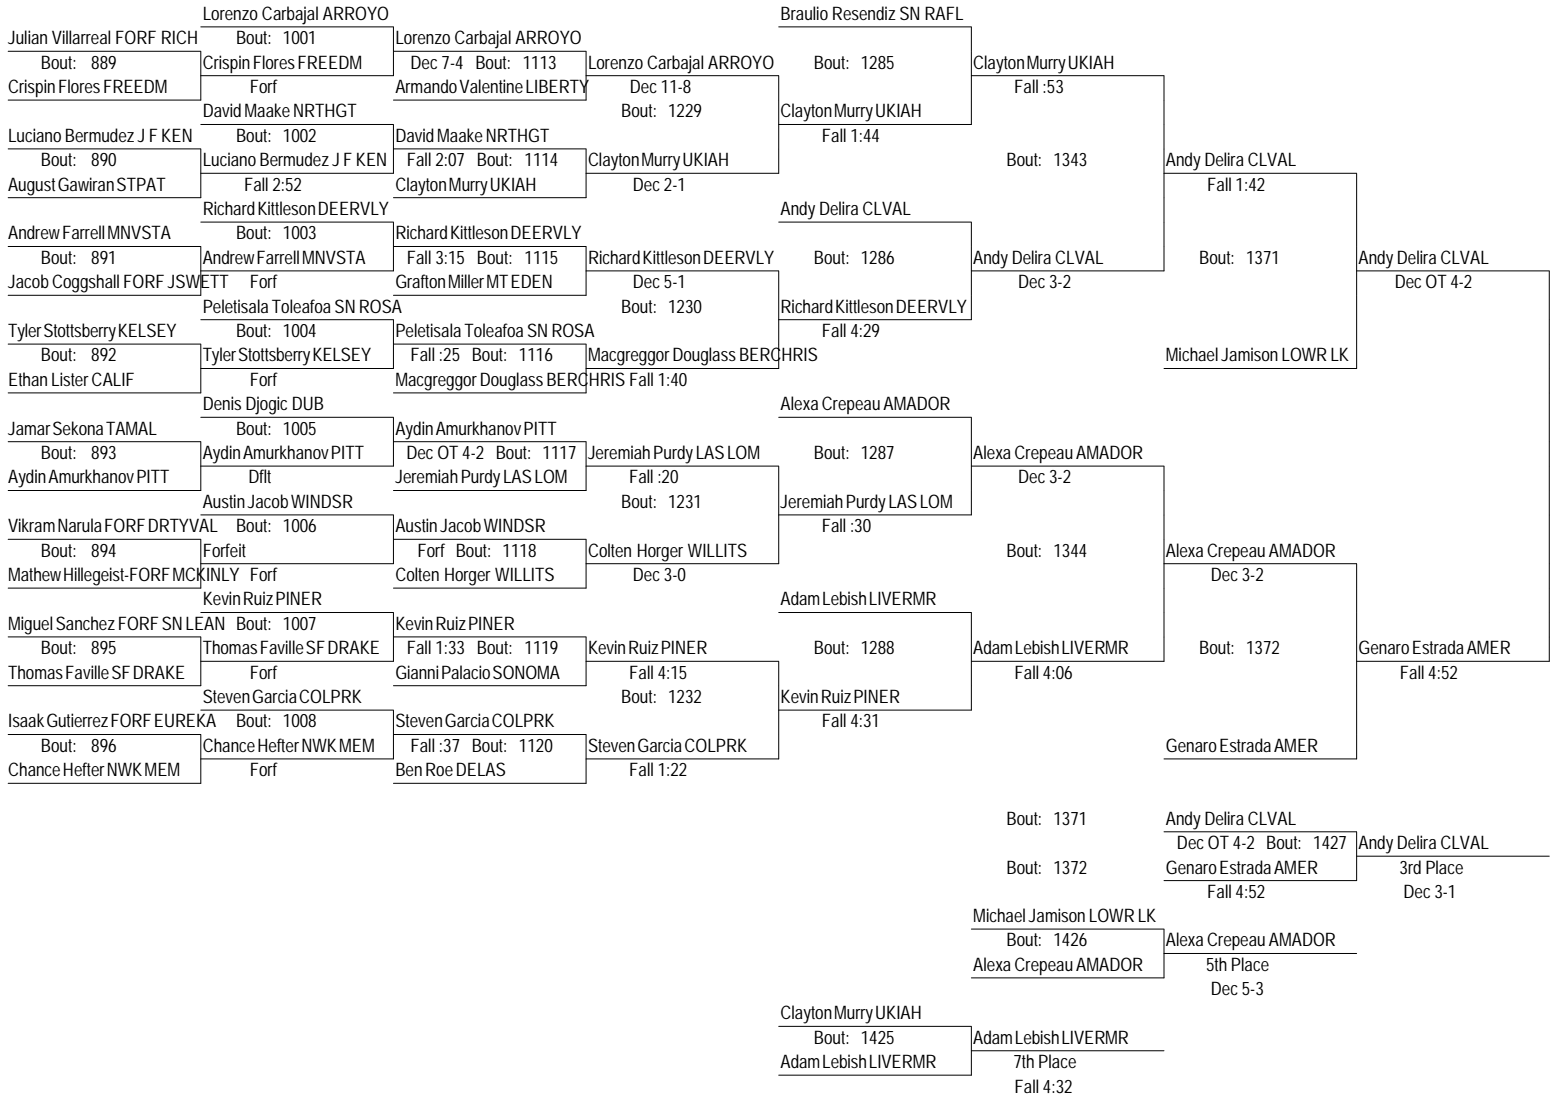 Lorenzo Carbajal ARROYO Braulio Resendiz SN RAFL
Julian Villarreal FORF RICH Bout: 1001 Lorenzo Carbajal ARROYO
Bout: 889 Crispin Flores FREEDM Dec 7-4 Bout: 1113 Lorenzo Carbajal ARROYO Bout: 1285 Clayton Murry UKIAH
Crispin Flores FREEDM Forf Armando Valentine LIBERTY Dec 11-8 Fall :53
David Maake NRTHGT Bout: 1229 Clayton Murry UKIAH
Luciano Bermudez J F KEN Bout: 1002 David Maake NRTHGT Fall 1:44
Bout: 890 Luciano Bermudez J F KEN Fall 2:07 Bout: 1114 Clayton Murry UKIAH Bout: 1343 Andy Delira CLVAL
August Gawiran STPAT Fall 2:52 Clayton Murry UKIAH Dec 2-1 Fall 1:42
Richard Kittleson DEERVLY Andy Delira CLVAL
Andrew Farrell MNVSTA Bout: 1003 Richard Kittleson DEERVLY
Bout: 891 Andrew Farrell MNVSTA Fall 3:15 Bout: 1115 Richard Kittleson DEERVLY Bout: 1286 Andy Delira CLVAL Bout: 1371 Andy Delira CLVAL
Jacob Coggshall FORF JSWETT Forf Grafton Miller MT EDEN Dec 5-1 Dec 3-2 Dec OT 4-2
Peletisala Toleafoa SN ROSA Bout: 1230 Richard Kittleson DEERVLY
Tyler Stottsberry KELSEY Bout: 1004 Peletisala Toleafoa SN ROSA Fall 4:29
Bout: 892 Tyler Stottsberry KELSEY Fall :25 Bout: 1116 Macgreggor Douglass BERCHRIS Michael Jamison LOWR LK
Ethan Lister CALIF Forf Macgreggor Douglass BERCHRIS Fall 1:40
Denis Djogic DUB Alexa Crepeau AMADOR
Jamar Sekona TAMAL Bout: 1005 Aydin Amurkhanov PITT
Bout: 893 Aydin Amurkhanov PITT Dec OT 4-2 Bout: 1117 Jeremiah Purdy LAS LOM Bout: 1287 Alexa Crepeau AMADOR
Aydin Amurkhanov PITT Dflt Jeremiah Purdy LAS LOM Fall :20 Dec 3-2
Austin Jacob WINDSR Bout: 1231 Jeremiah Purdy LAS LOM
Vikram Narula FORF DRTYVAL Bout: 1006 Austin Jacob WINDSR Fall :30
Bout: 894 Forfeit Forf Bout: 1118 Colten Horger WILLITS Bout: 1344 Alexa Crepeau AMADOR
Mathew Hillegeist-FORF MCKINLY Forf Colten Horger WILLITS Dec 3-0 Dec 3-2
Kevin Ruiz PINER Adam Lebish LIVERMR
Miguel Sanchez FORF SN LEAN Bout: 1007 Kevin Ruiz PINER
Bout: 895 Thomas Faville SF DRAKE Fall 1:33 Bout: 1119 Kevin Ruiz PINER Bout: 1288 Adam Lebish LIVERMR Bout: 1372 Genaro Estrada AMER
Thomas Faville SF DRAKE Forf Gianni Palacio SONOMA Fall 4:15 Fall 4:06 Fall 4:52
Steven Garcia COLPRK Bout: 1232 Kevin Ruiz PINER
Isaak Gutierrez FORF EUREKA Bout: 1008 Steven Garcia COLPRK Fall 4:31
Bout: 896 Chance Hefter NWK MEM Fall :37 Bout: 1120 Steven Garcia COLPRK Genaro Estrada AMER
Chance Hefter NWK MEM Forf Ben Roe DELAS Fall 1:22
Bout: 1371 Andy Delira CLVAL
Dec OT 4-2 Bout: 1427 Andy Delira CLVAL
Bout: 1372 Genaro Estrada AMER 3rd Place
Fall 4:52 Dec 3-1
Michael Jamison LOWR LK
Bout: 1426 Alexa Crepeau AMADOR
Alexa Crepeau AMADOR 5th Place
Dec 5-3
Clayton Murry UKIAH
Bout: 1425 Adam Lebish LIVERMR
Adam Lebish LIVERMR 7th Place
Fall 4:32